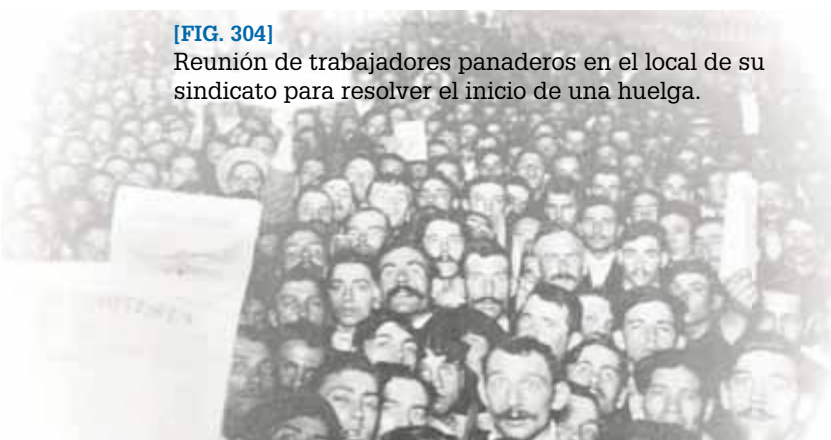 [FIG. 304]
Reunión de trabajadores panaderos en el local de su
sindicato para resolver el inicio de una huelga.